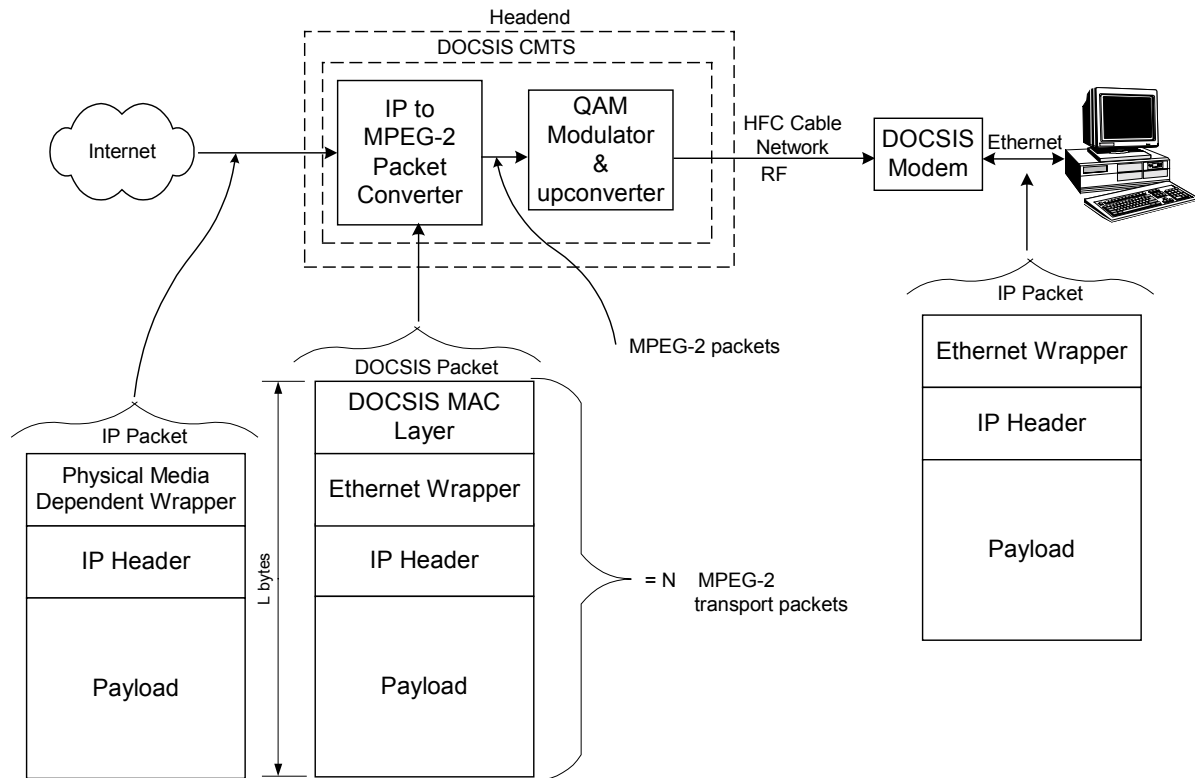 Headend
DOCSIS CMTS
Internet
IP to
MPEG-2
Packet
Converter
QAM
Modulator
&
upconverter
HFC Cable
Network
RF
DOCSIS
Modem
Ethernet
MPEG-2 packets
IP Packet
Ethernet Wrapper
IP Header
Payload
IP Packet
Physical Media
Dependent Wrapper
IP Header
Payload
DOCSIS Packet
L bytes
DOCSIS MAC
Layer
Ethernet Wrapper
IP Header
Payload
= N MPEG-2
transport packets